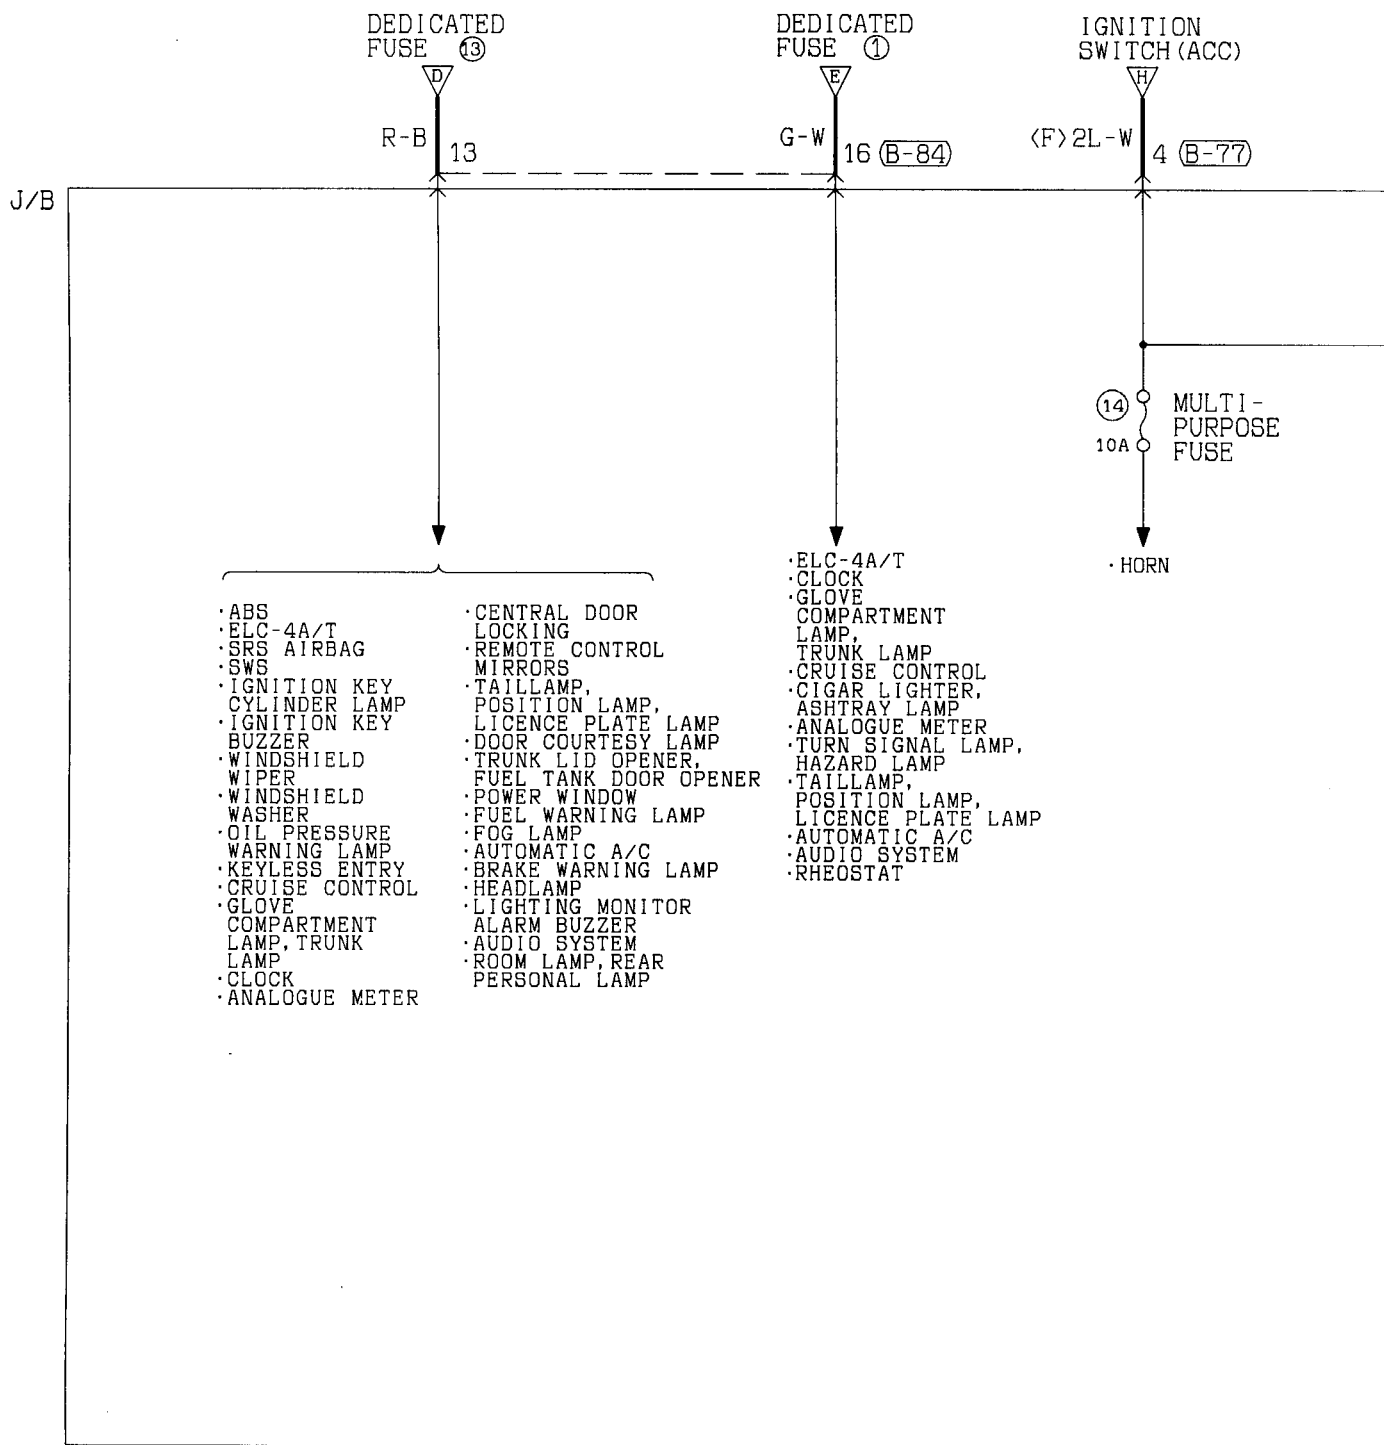 DEDICATED
FUSE ⑬
D
R-B
13
DEDICATED
FUSE ①
E
G-W
16 (B-84)
IGNITION
SWITCH(ACC)
H
<F>2L-W
4 (B-77)
J/B
⑭
10A
MULTI-
PURPOSE
FUSE
·ABS
·ELC-4A/T
·SRS AIRBAG
·SWS
·IGNITION KEY
CYLINDER LAMP
·IGNITION KEY
BUZZER
·WINDSHIELD
WIPER
·WINDSHIELD
WASHER
·OIL PRESSURE
WARNING LAMP
·KEYLESS ENTRY
·CRUISE CONTROL
·GLOVE
COMPARTMENT
LAMP,TRUNK
LAMP
·CLOCK
·ANALOGUE METER
·CENTRAL DOOR
LOCKING
·REMOTE CONTROL
MIRRORS
·TAILLAMP,
POSITION LAMP,
LICENCE PLATE LAMP
·DOOR COURTESY LAMP
·TRUNK LID OPENER,
FUEL TANK DOOR OPENER
·POWER WINDOW
·FUEL WARNING LAMP
·FOG LAMP
·AUTOMATIC A/C
·BRAKE WARNING LAMP
·HEADLAMP
·LIGHTING MONITOR
ALARM BUZZER
·AUDIO SYSTEM
·ROOM LAMP,REAR
PERSONAL LAMP
·ELC-4A/T
·CLOCK
·GLOVE
COMPARTMENT
LAMP,
TRUNK LAMP
·CRUISE CONTROL
·CIGAR LIGHTER,
ASHTRAY LAMP
·ANALOGUE METER
·TURN SIGNAL LAMP,
HAZARD LAMP
·TAILLAMP,
POSITION LAMP,
LICENCE PLATE LAMP
·AUTOMATIC A/C
·AUDIO SYSTEM
·RHEOSTAT
·HORN